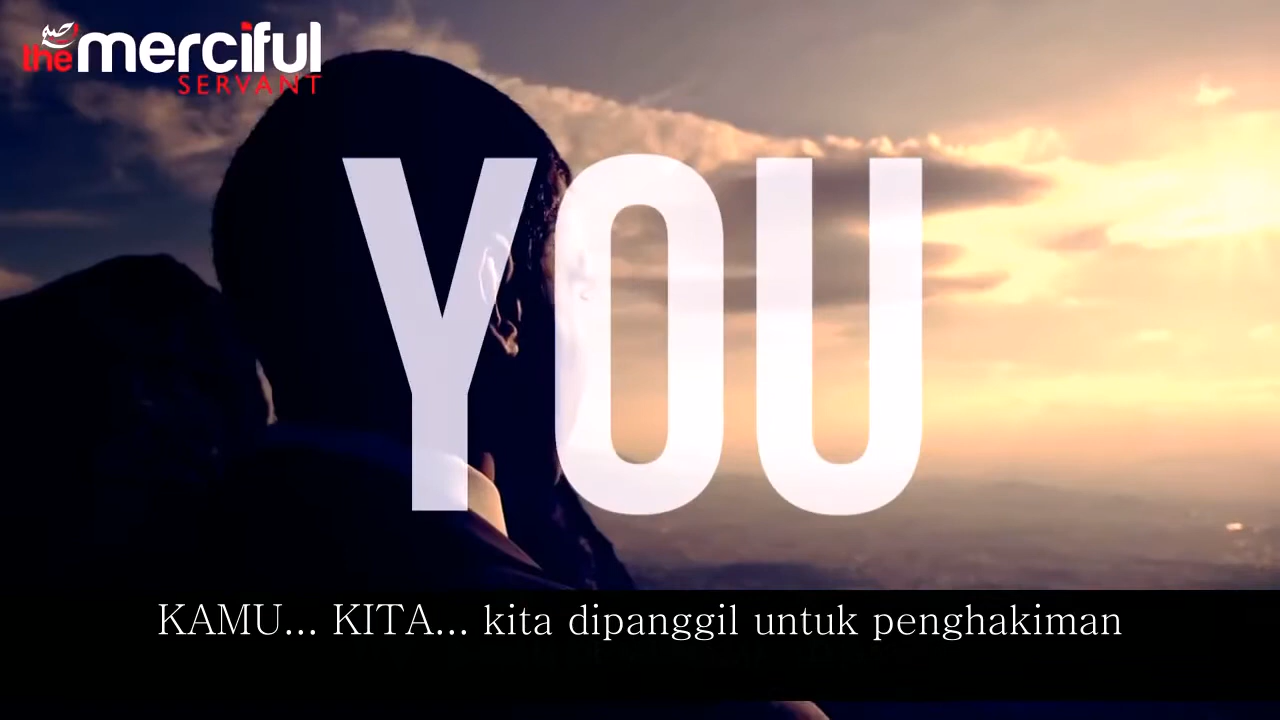 the merciful
SERVANT
YOU
KAMU... KITA... kita dipanggil untuk penghakiman